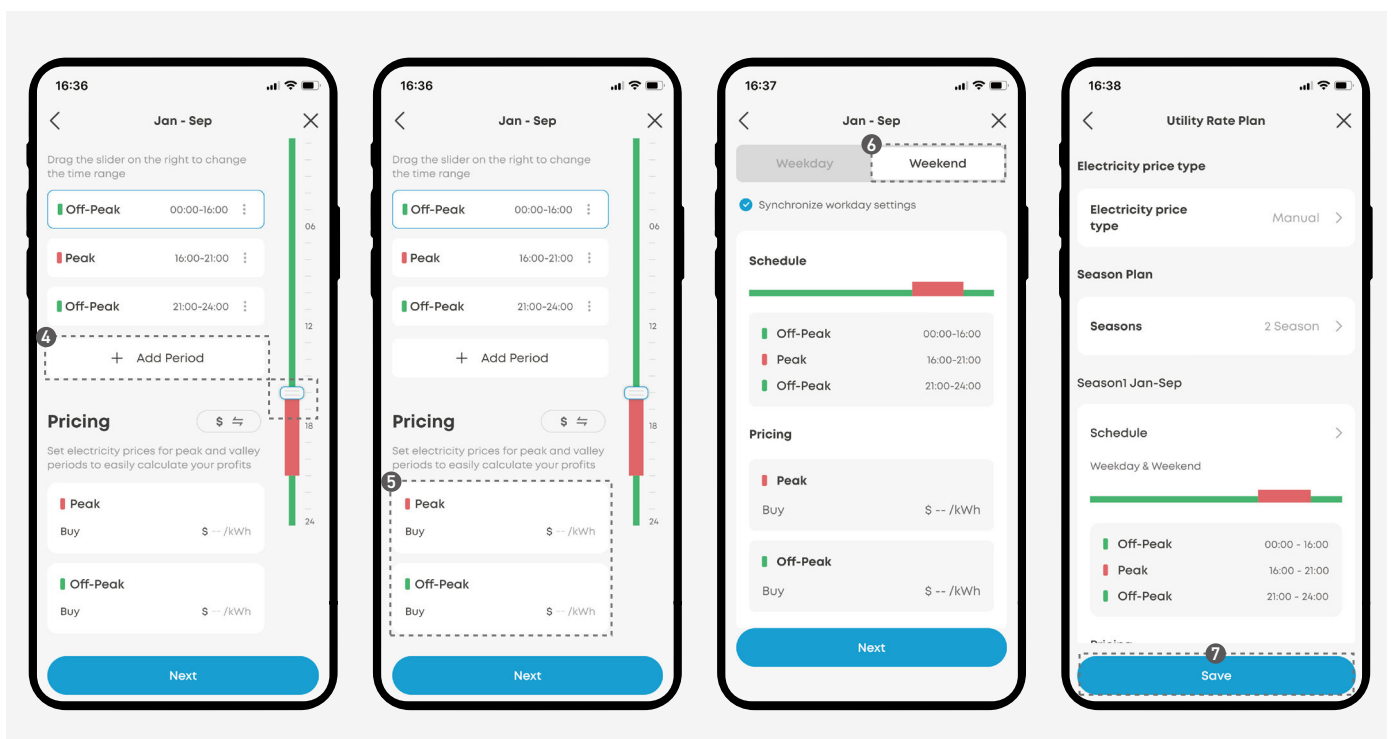 16:36
Jan - Sep
Drag the slider on the right to change
the time range
Off-Peak 00:00-16:00
06
Peak 16:00-21:00
Off-Peak 21:00-24:00
12
4
+ Add Period
Pricing $
18
Set electricity prices for peak and valley
periods to easily calculate your profits
Peak
Buy $ -- /kWh
24
Off-Peak
Buy $ -- /kWh
Next
16:36
Jan - Sep
Drag the slider on the right to change
the time range
Off-Peak 00:00-16:00
06
Peak 16:00-21:00
Off-Peak 21:00-24:00
12
+ Add Period
Pricing $
18
Set electricity prices for peak and valley
periods to easily calculate your profits
5
Peak
Buy $ -- /kWh
24
Off-Peak
Buy $ -- /kWh
Next
16:37
Jan - Sep
6
Weekday Weekend
Synchronize workday settings
Schedule
Off-Peak 00:00-16:00
Peak 16:00-21:00
Off-Peak 21:00-24:00
Pricing
Peak
Buy $ -- /kWh
Off-Peak
Buy $ -- /kWh
Next
16:38
Utility Rate Plan
Electricity price type
Electricity price
type
Manual
Season Plan
Seasons 2 Season
Season1 Jan-Sep
Schedule
Weekday & Weekend
Off-Peak 00:00 - 16:00
Peak 16:00 - 21:00
Off-Peak 21:00 - 24:00
7
Save